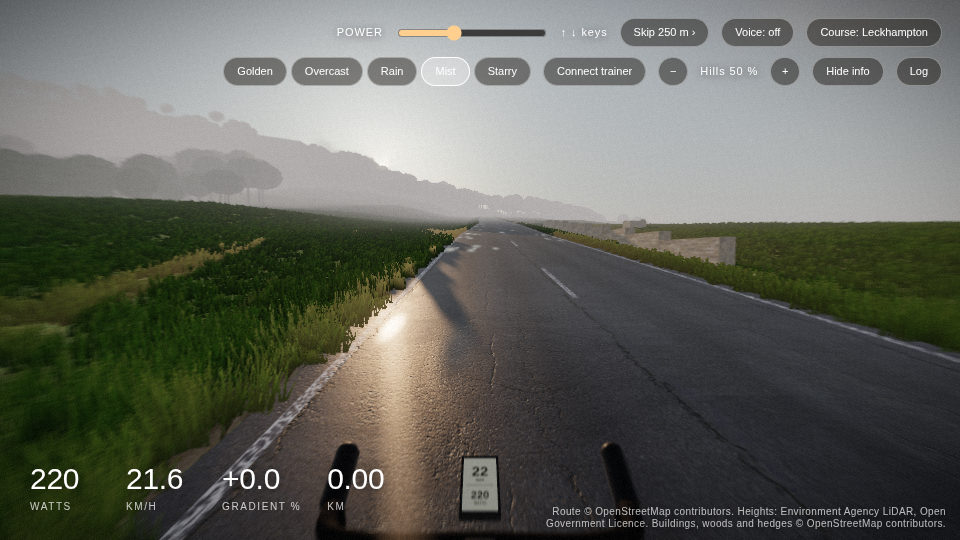 POWER ↑ ↓ keys Skip 250 m › Voice: off Course: Leckhampton
Golden Overcast Rain Mist Starry Connect trainer − Hills 50 % + Hide info Log
22
220
220 21.6 +0.0 0.00
WATTS KM/H GRADIENT % KM
Route © OpenStreetMap contributors. Heights: Environment Agency LiDAR, Open
Government Licence. Buildings, woods and hedges © OpenStreetMap contributors.